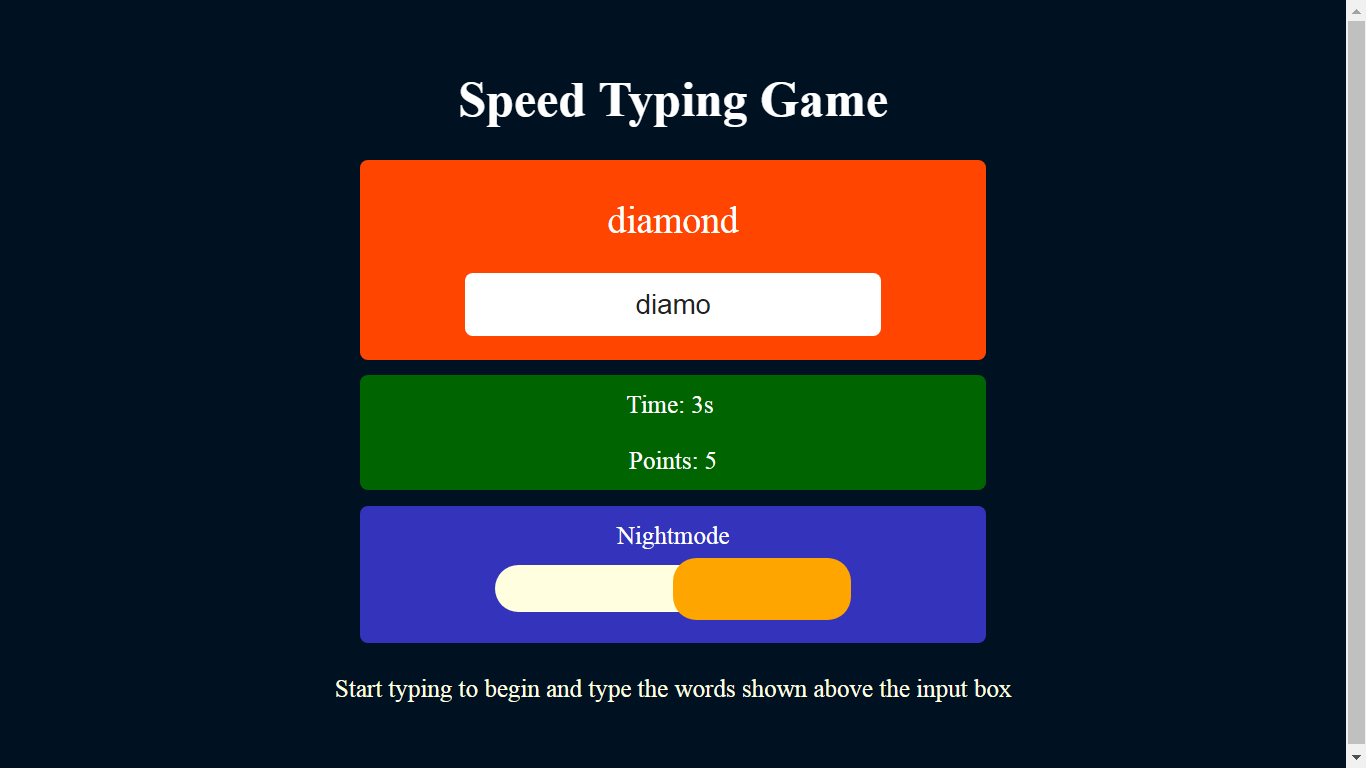 Speed Typing Game
diamond
diamo
Time: 3s
Points: 5
Nightmode
Start typing to begin and type the words shown above the input box